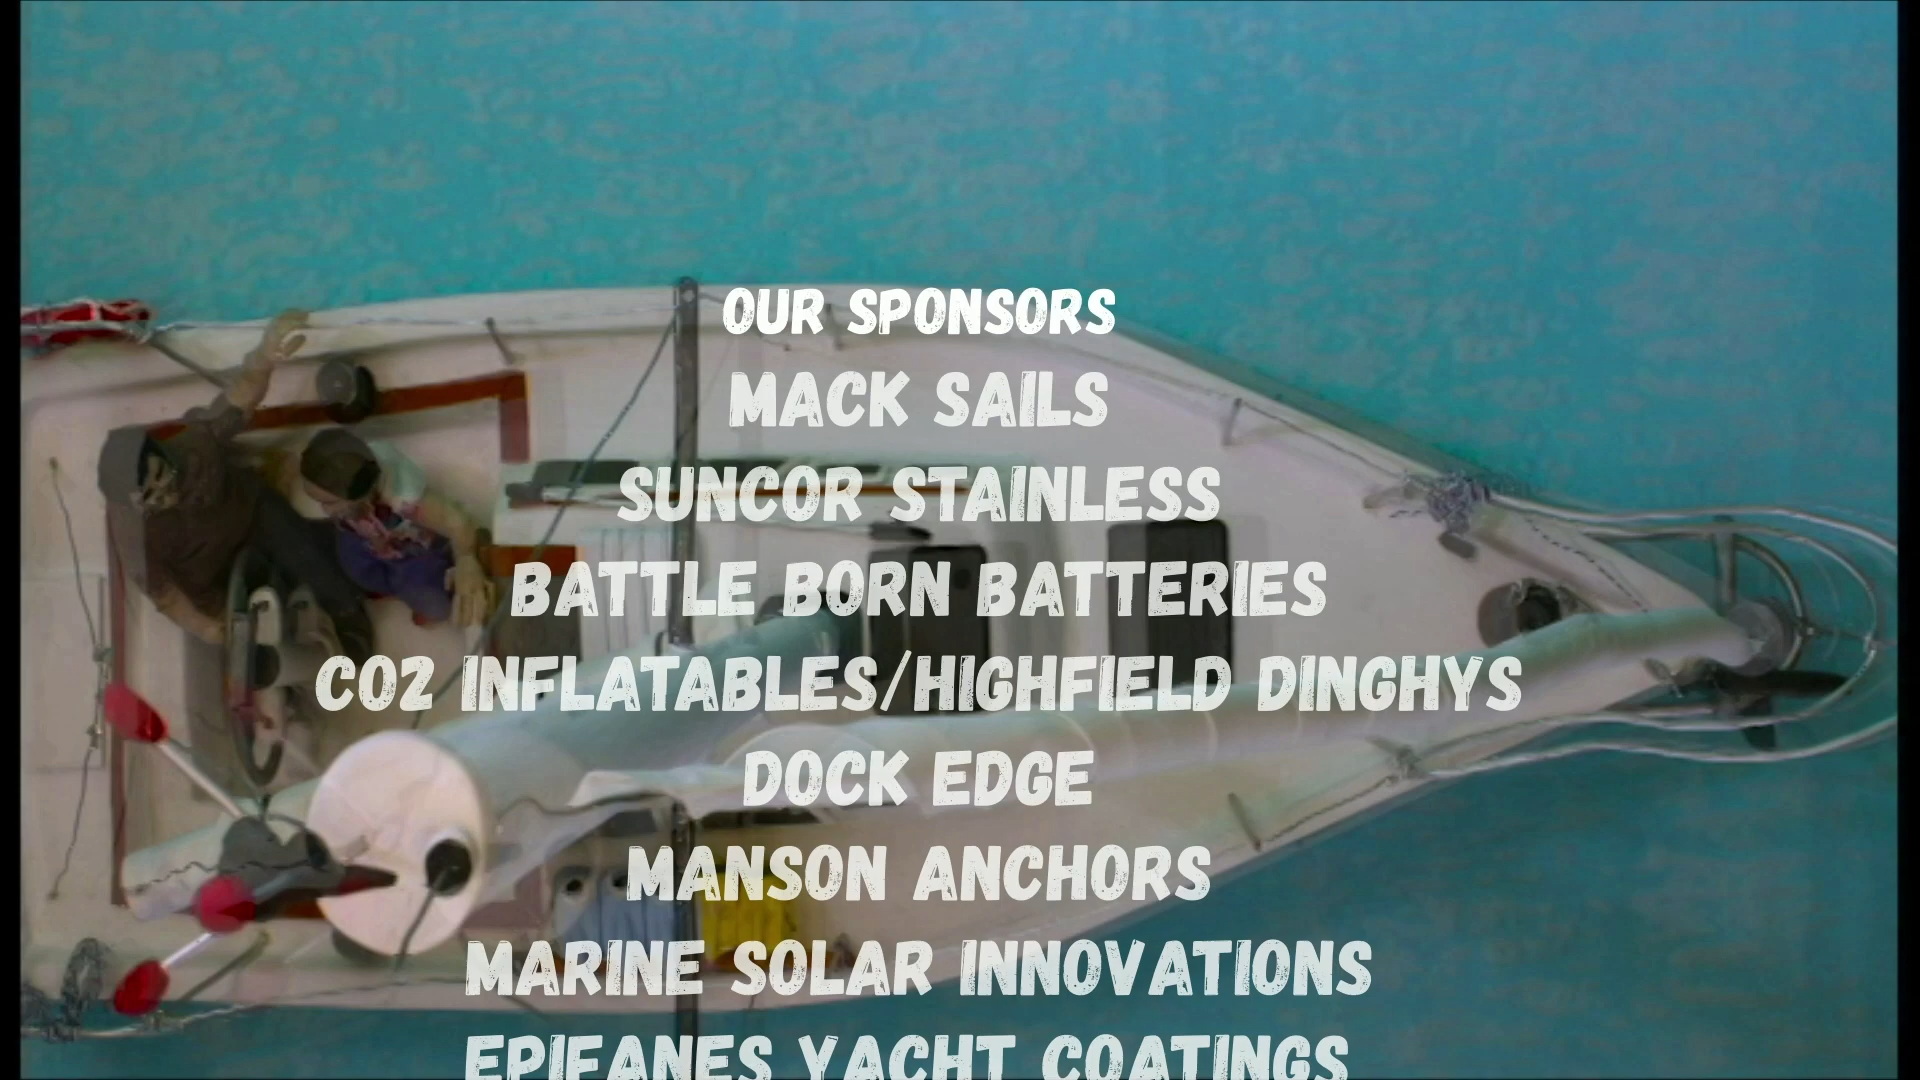 OUR SPONSORS
MACK SAILS
SUNCOR STAINLESS
BATTLE BORN BATTERIES
CO2 INFLATABLES/HIGHFIELD DINGHYS
DOCK EDGE
MANSON ANCHORS
MARINE SOLAR INNOVATIONS
EPIFANES YACHT COATINGS